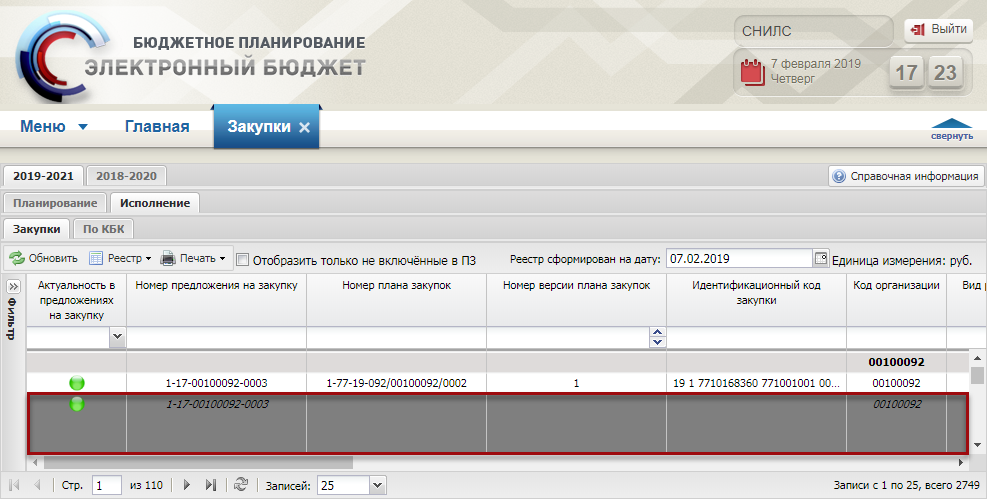 БЮДЖЕТНОЕ ПЛАНИРОВАНИЕ
ЭЛЕКТРОННЫЙ БЮДЖЕТ
СНИЛС
Выйти
7 февраля 2019
Четверг
17 23
Меню
Главная
Закупки
свернуть
2019-2021
2018-2020
Справочная информация
Планирование
Исполнение
Закупки
По КБК
Обновить
Реестр
Печать
Отобразить только не включённые в ПЗ
Реестр сформирован на дату:
07.02.2019
Единица измерения: руб.
Фильтр
Актуальность в предложениях на закупку
Номер предложения на закупку
Номер плана закупок
Номер версии плана закупок
Идентификационный код закупки
Код организации
Вид
00100092
1-17-00100092-0003 1-77-19-092/00100092/0002 1 19 1 7710168360 771001001 00... 00100092
1-17-00100092-0003 00100092
Стр. 1 из 110
Записей: 25
Записи с 1 по 25, всего 2749